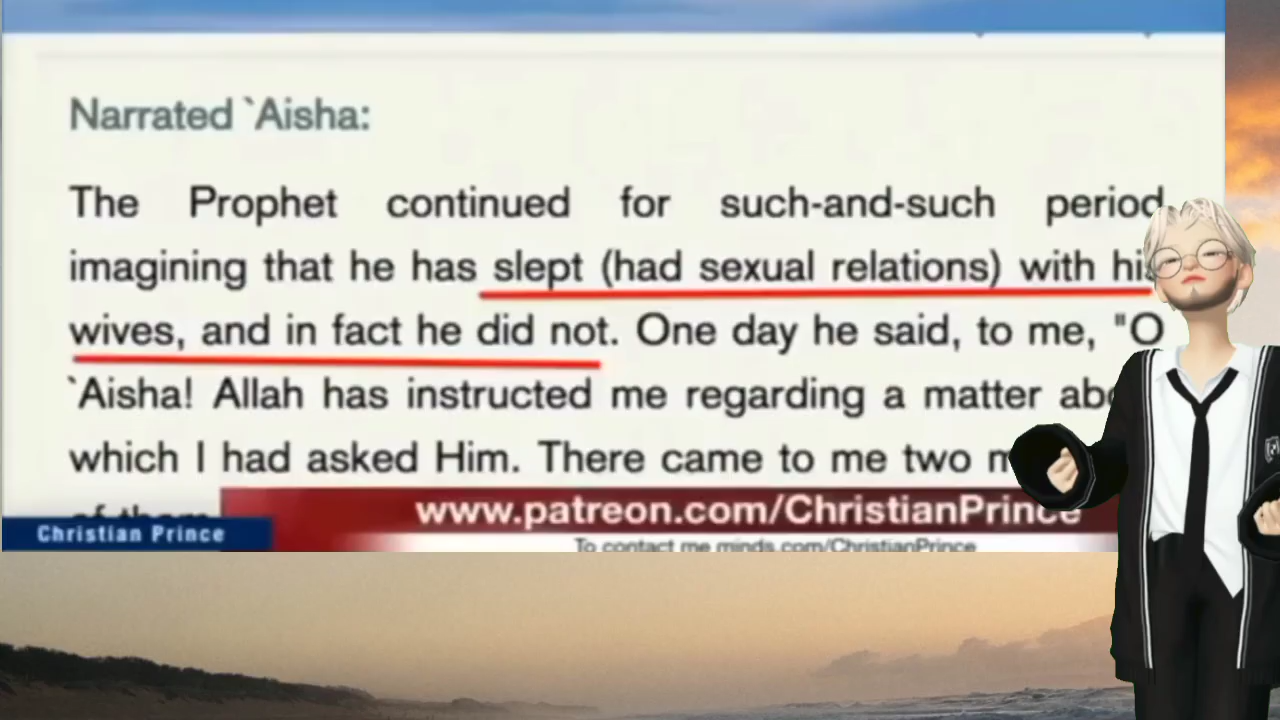 Narrated `Aisha:
The Prophet continued for such-and-such period
imagining that he has slept (had sexual relations) with his
wives, and in fact he did not. One day he said, to me, "O
`Aisha! Allah has instructed me regarding a matter
which I had asked Him. There came to me two
of them
www.patreon.com/ChristianPrince
Christian Prince
To contact me minds.com/ChristianPrince